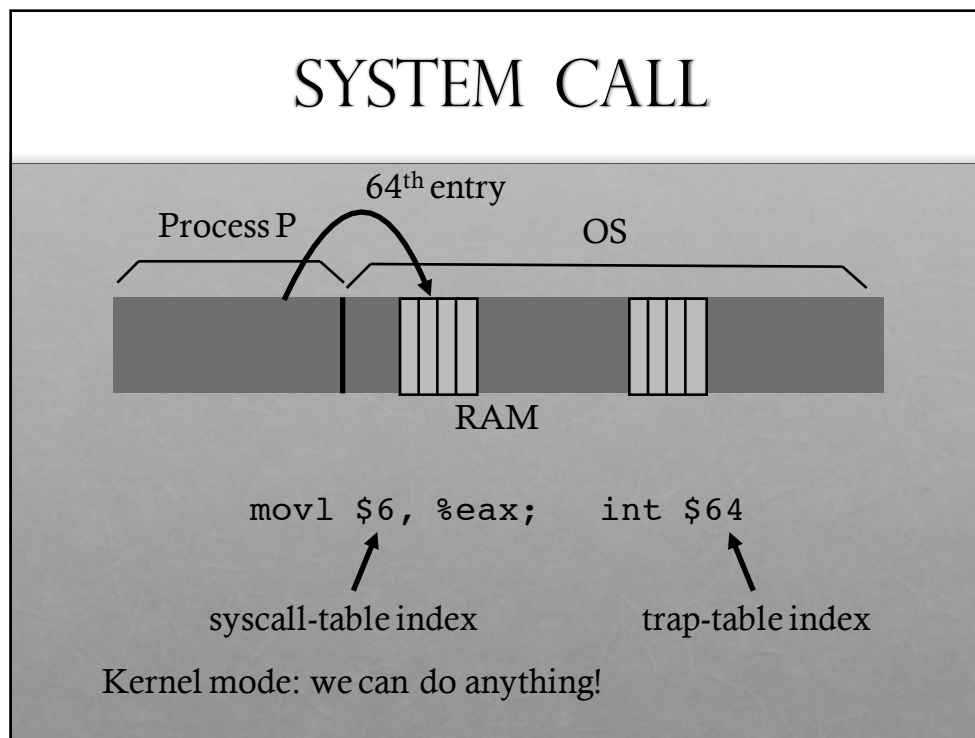 SYSTEM CALL
64th entry
Process P
OS
RAM
movl $6, %eax; int $64
syscall-table index
trap-table index
Kernel mode: we can do anything!